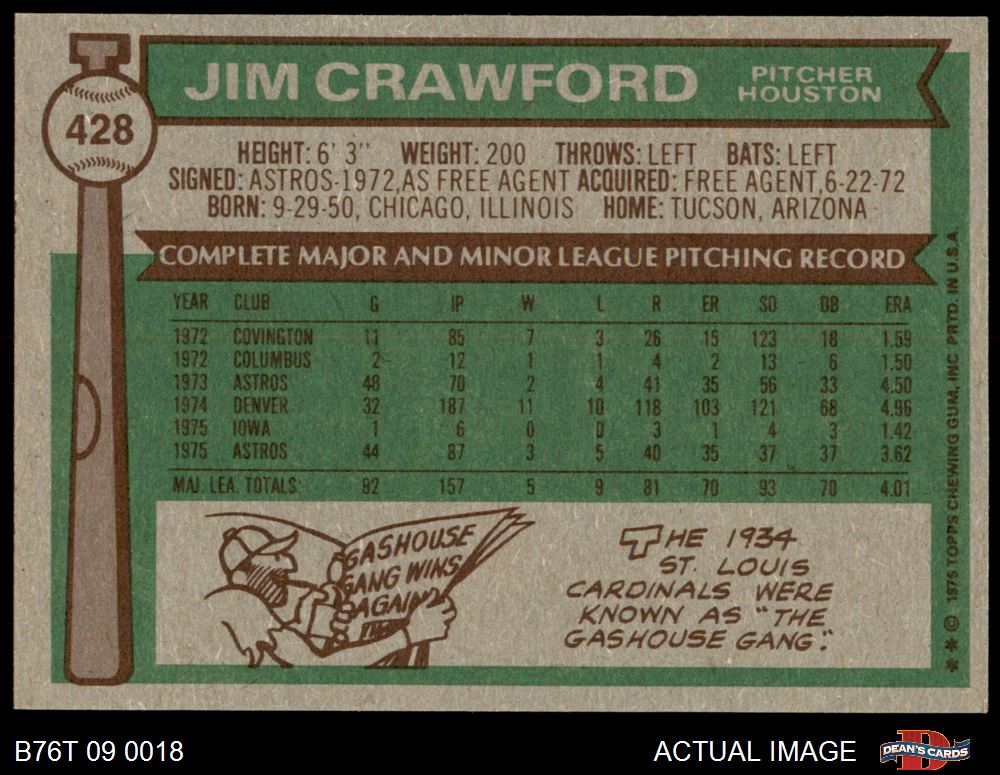 JIM CRAWFORD
PITCHER
HOUSTON
428
HEIGHT: 6' 3" WEIGHT: 200 THROWS: LEFT BATS: LEFT
SIGNED: ASTROS-1972,AS FREE AGENT ACQUIRED: FREE AGENT,6-22-72
BORN: 9-29-50, CHICAGO, ILLINOIS HOME: TUCSON, ARIZONA
COMPLETE MAJOR AND MINOR LEAGUE PITCHING RECORD
YEAR CLUB G IP W L R ER SO BB ERA
1972 COVINGTON 11 85 7 3 26 15 123 18 1.59
1972 COLUMBUS 2 12 1 1 4 2 13 6 1.50
1973 ASTROS 48 70 2 4 41 35 56 33 4.50
1974 DENVER 32 187 11 10 118 103 121 68 4.96
1975 IOWA 1 6 0 0 3 1 4 3 1.42
1975 ASTROS 44 87 3 5 40 35 37 37 3.62
MAJ. LEA. TOTALS 92 157 5 9 81 70 93 70 4.01
GASHOUSE
GANG WINS
AGAIN
THE 1934
ST. LOUIS
CARDINALS WERE
KNOWN AS "THE
GASHOUSE GANG."
** © 1976 TOPPS CHEWING GUM, INC. PRTD. IN U.S.A.
B76T 09 0018
ACTUAL IMAGE
D
DEAN'S CARDS